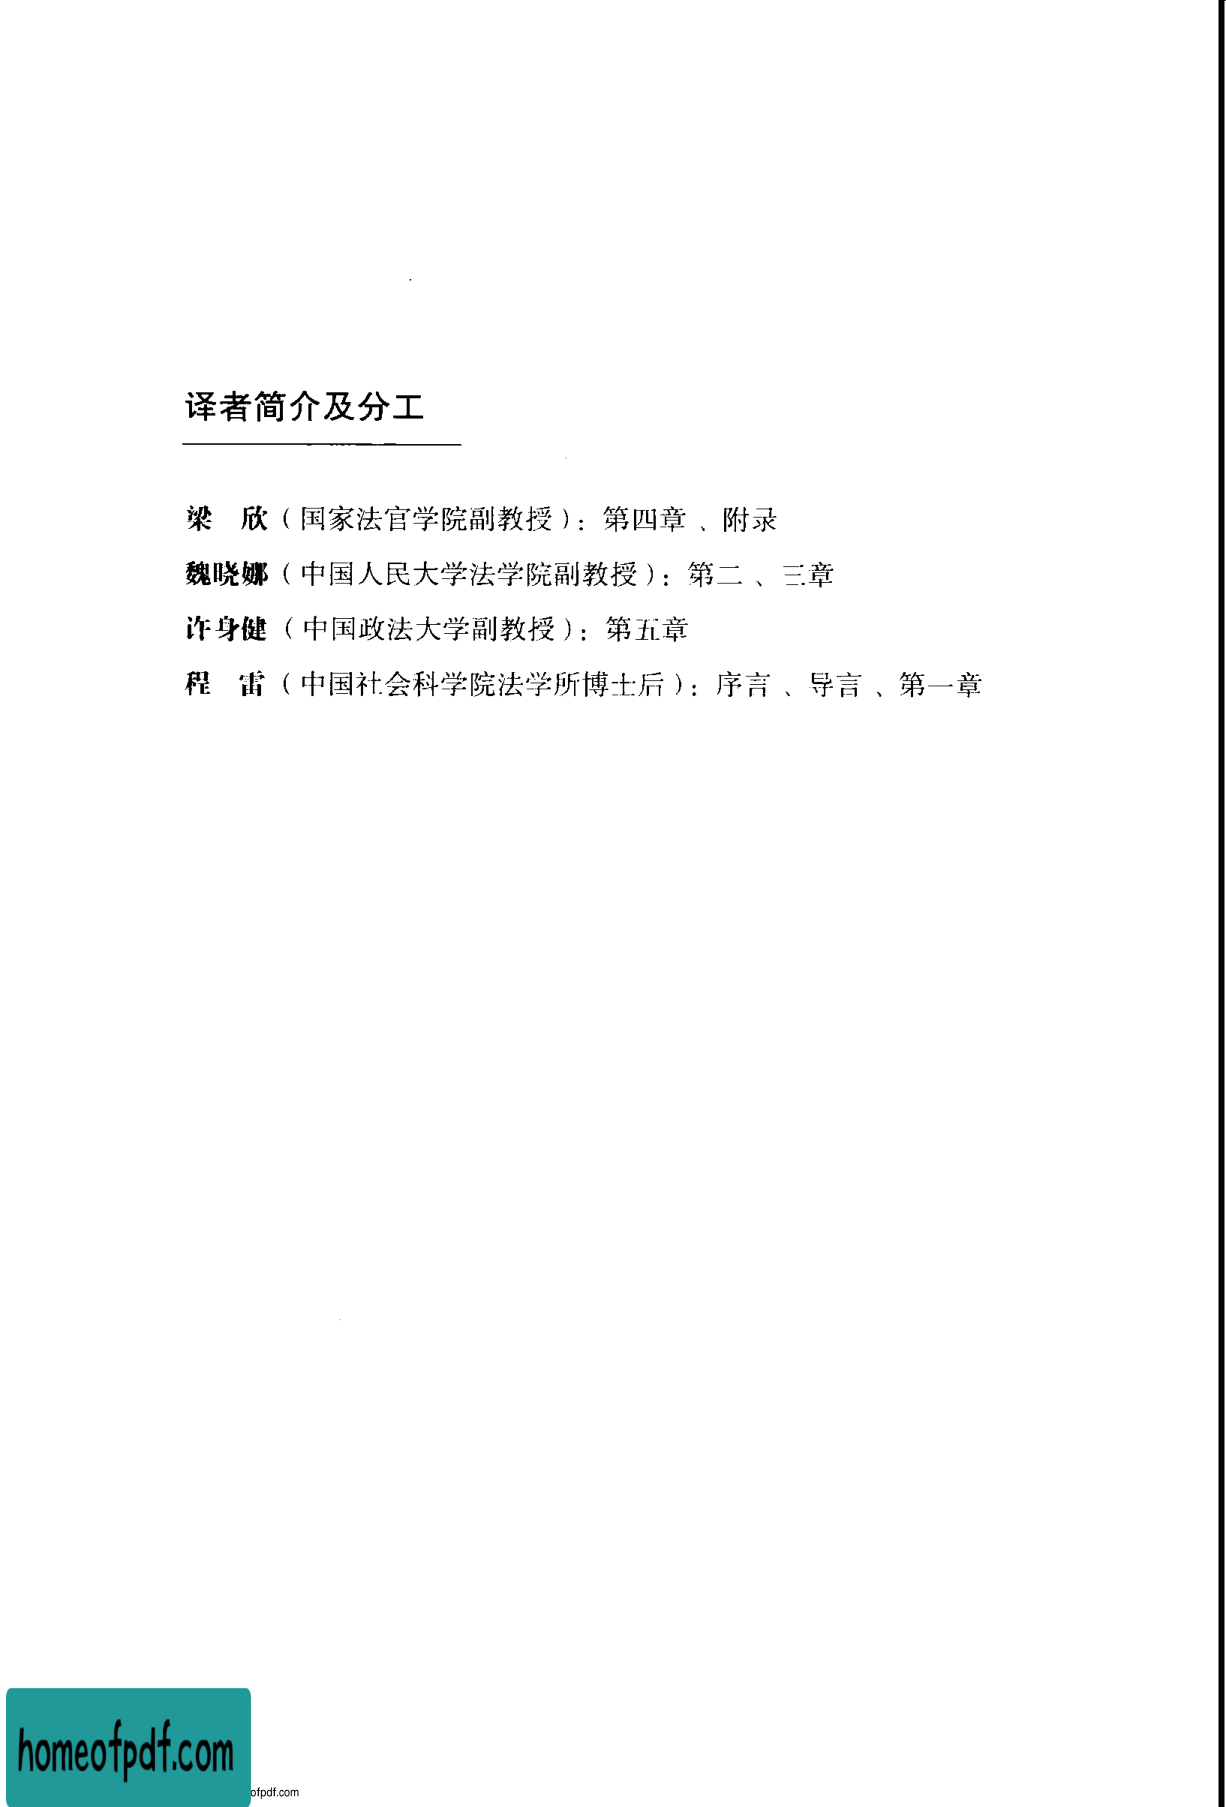 译者简介及分工
梁　欣（国家法官学院副教授）：第四章、附录
魏晓娜（中国人民大学法学院副教授）：第二、三章
许身健（中国政法大学副教授）：第五章
程　雷（中国社会科学院法学所博士后）：序言、导言、第一章
homeofpdf.com
ofpdf.com